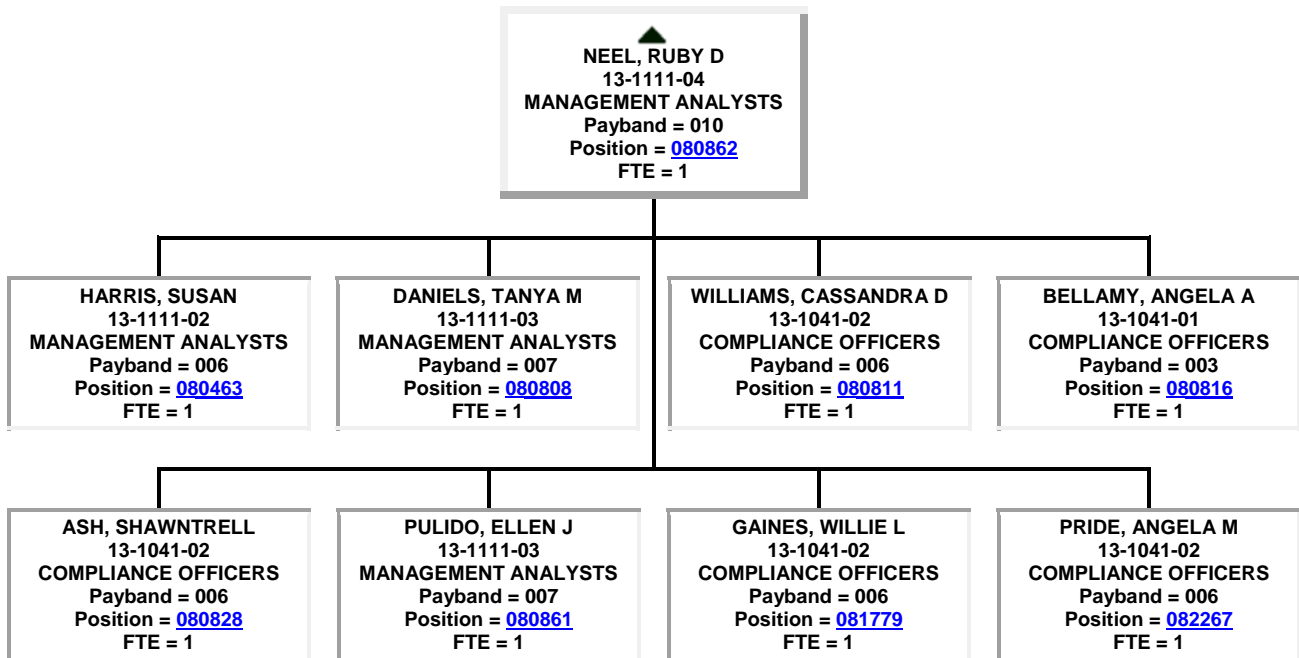 NEEL, RUBY D
13-1111-04
MANAGEMENT ANALYSTS
Payband = 010
Position = 080862
FTE = 1
HARRIS, SUSAN
13-1111-02
MANAGEMENT ANALYSTS
Payband = 006
Position = 080463
FTE = 1
DANIELS, TANYA M
13-1111-03
MANAGEMENT ANALYSTS
Payband = 007
Position = 080808
FTE = 1
WILLIAMS, CASSANDRA D
13-1041-02
COMPLIANCE OFFICERS
Payband = 006
Position = 080811
FTE = 1
BELLAMY, ANGELA A
13-1041-01
COMPLIANCE OFFICERS
Payband = 003
Position = 080816
FTE = 1
ASH, SHAWNTRELL
13-1041-02
COMPLIANCE OFFICERS
Payband = 006
Position = 080828
FTE = 1
PULIDO, ELLEN J
13-1111-03
MANAGEMENT ANALYSTS
Payband = 007
Position = 080861
FTE = 1
GAINES, WILLIE L
13-1041-02
COMPLIANCE OFFICERS
Payband = 006
Position = 081779
FTE = 1
PRIDE, ANGELA M
13-1041-02
COMPLIANCE OFFICERS
Payband = 006
Position = 082267
FTE = 1